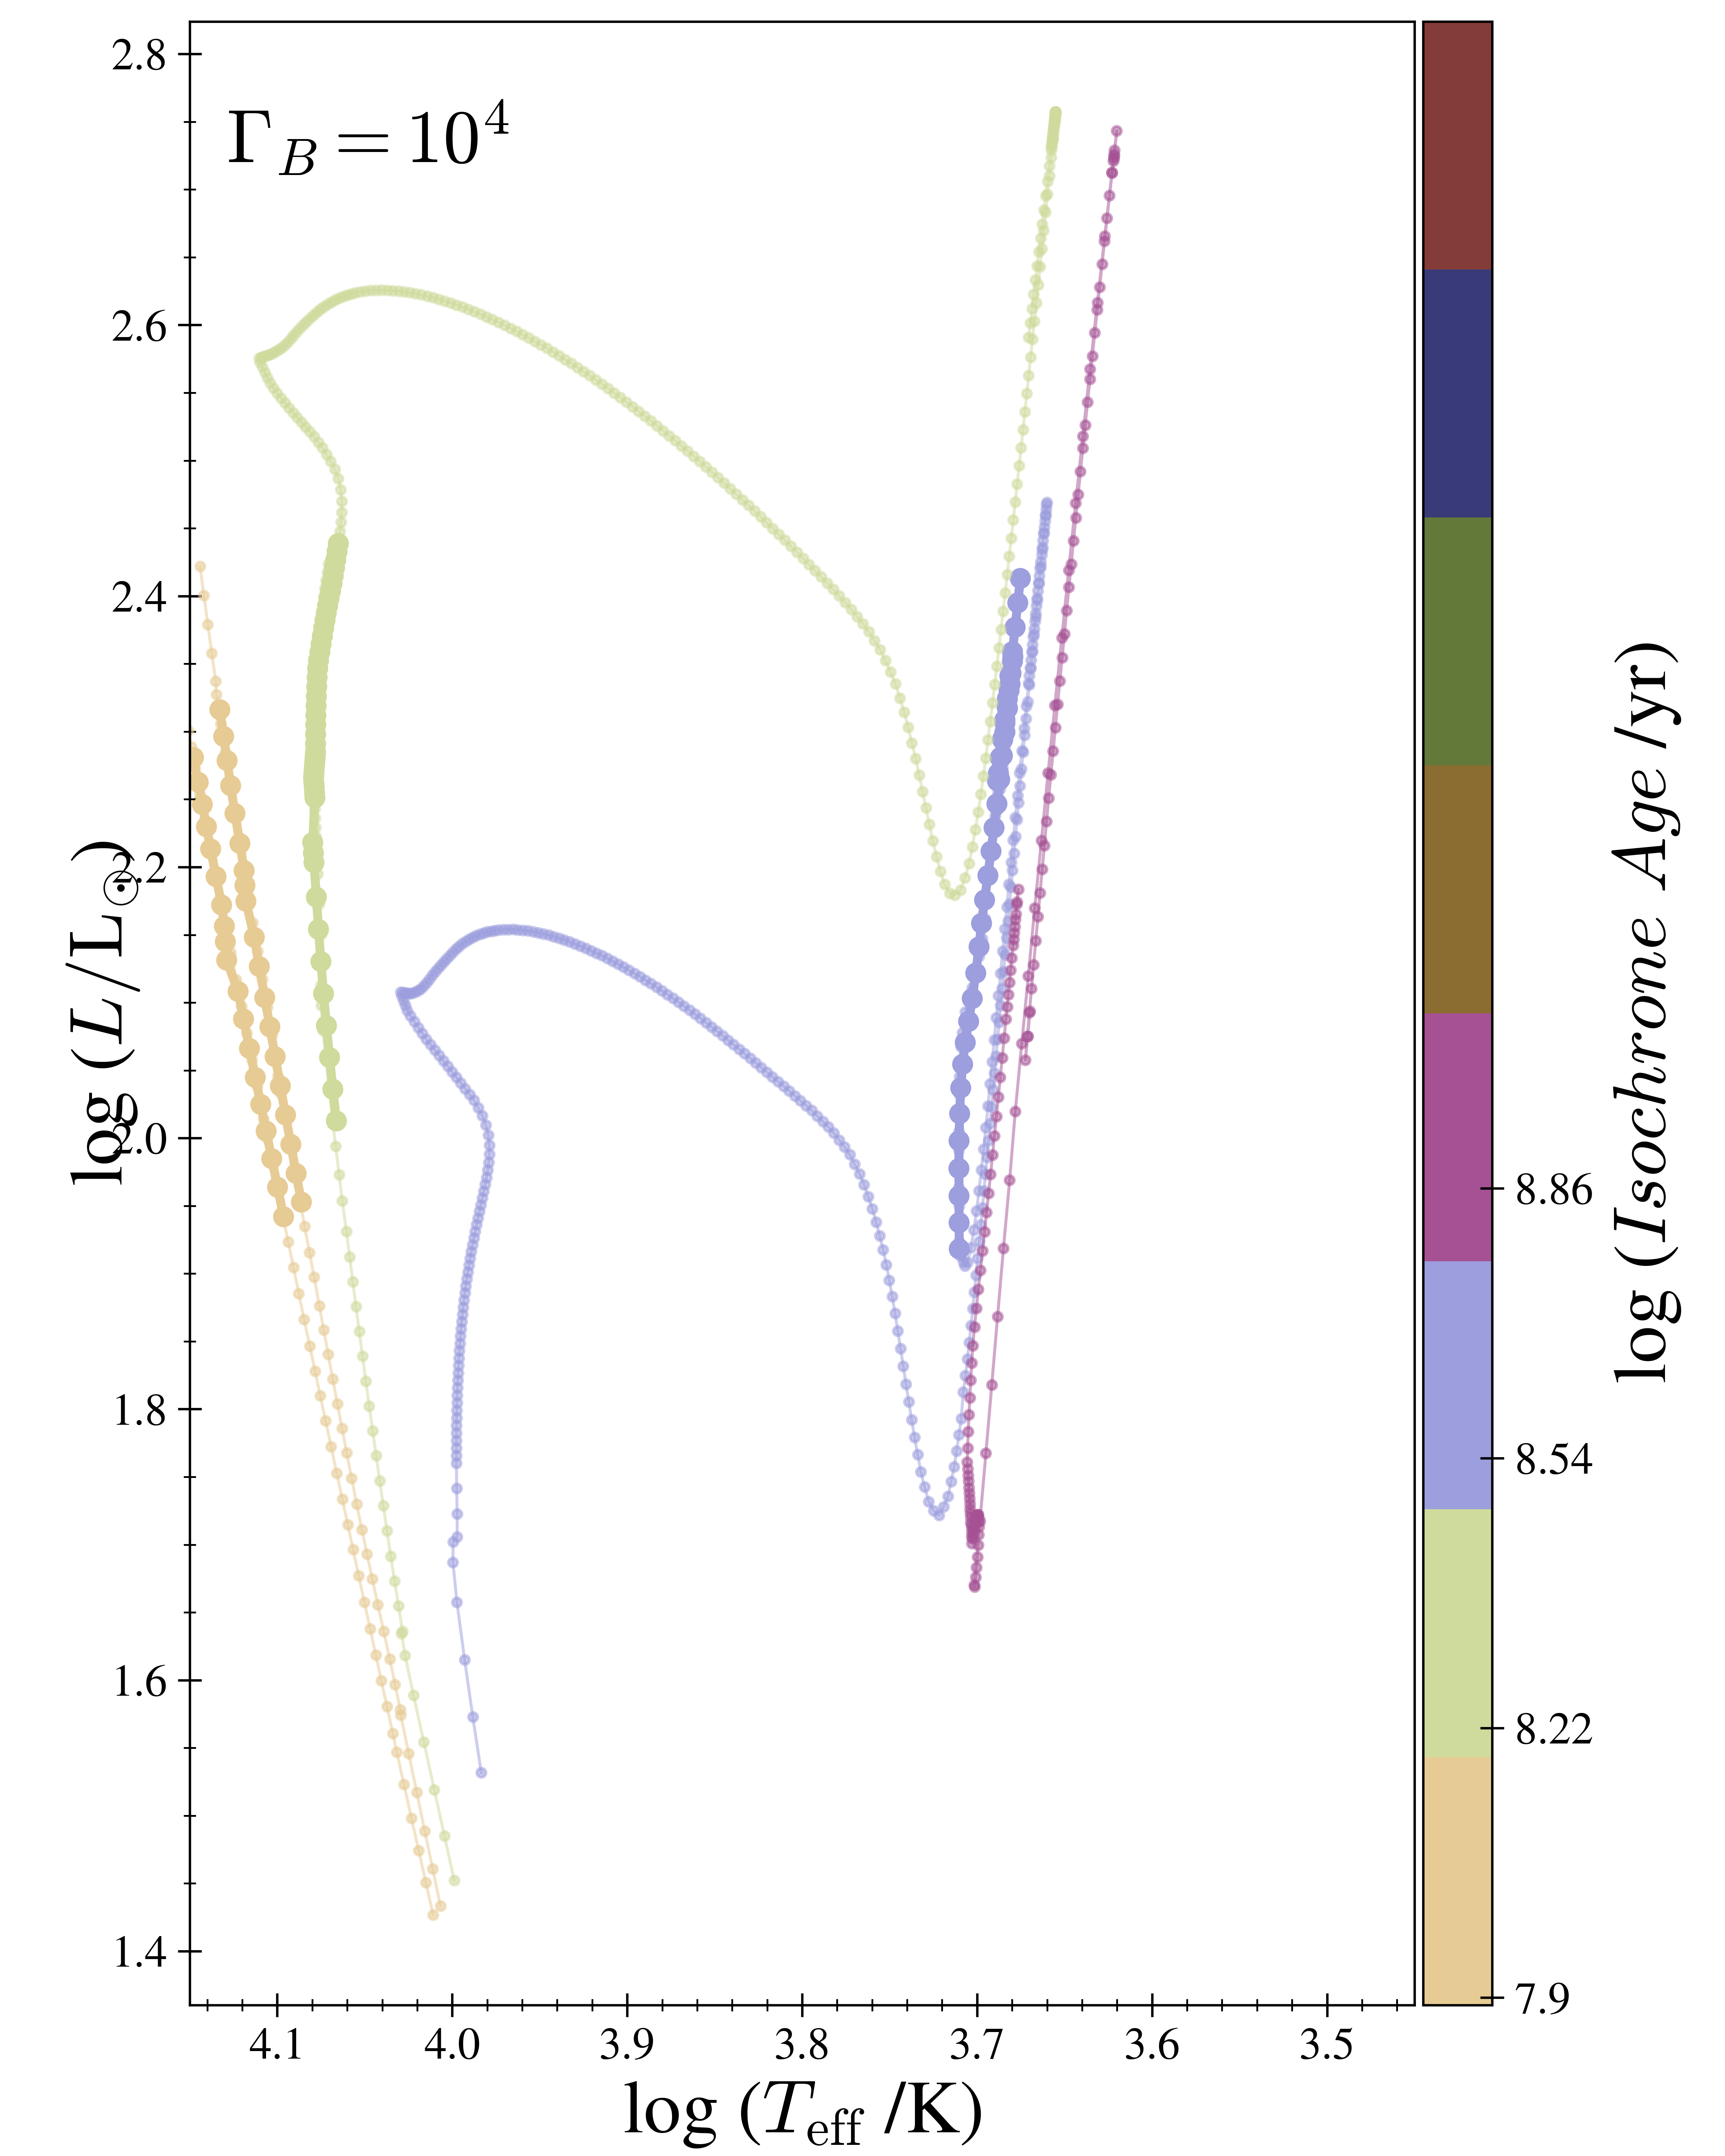 Γ_B = 10^4
2.8
2.6
2.4
2.2
2.0
1.8
1.6
1.4
log (L/L⊙)
4.1 4.0 3.9 3.8 3.7 3.6 3.5
log (T_eff /K)
8.86
8.54
8.22
7.9
log (Isochrome Age /yr)